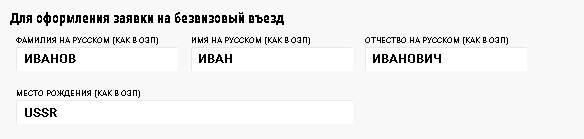 Для оформления заявки на безвизовый въезд
ФАМИЛИЯ НА РУССКОМ (КАК В ОЗП) ИМЯ НА РУССКОМ (КАК В ОЗП) ОТЧЕСТВО НА РУССКОМ (КАК В ОЗП)
ИВАНОВ ИВАН ИВАНОВИЧ
МЕСТО РОЖДЕНИЯ (КАК В ОЗП)
USSR